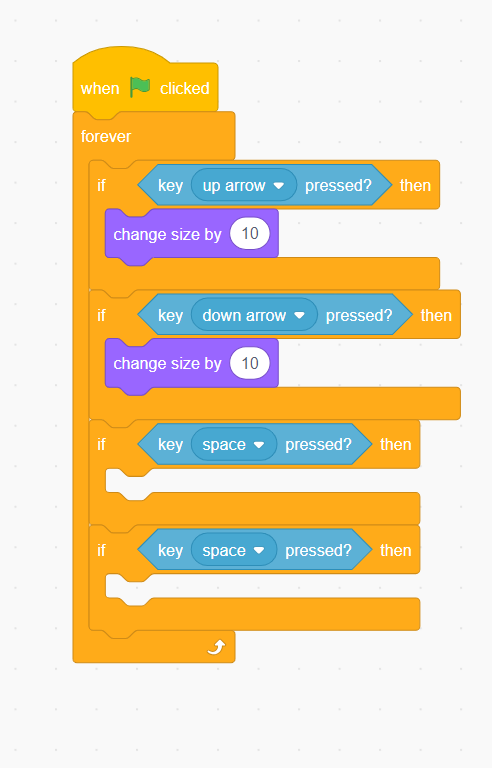 when clicked
forever
if key up arrow pressed? then
change size by 10
if key down arrow pressed? then
change size by 10
if key space pressed? then
if key space pressed? then